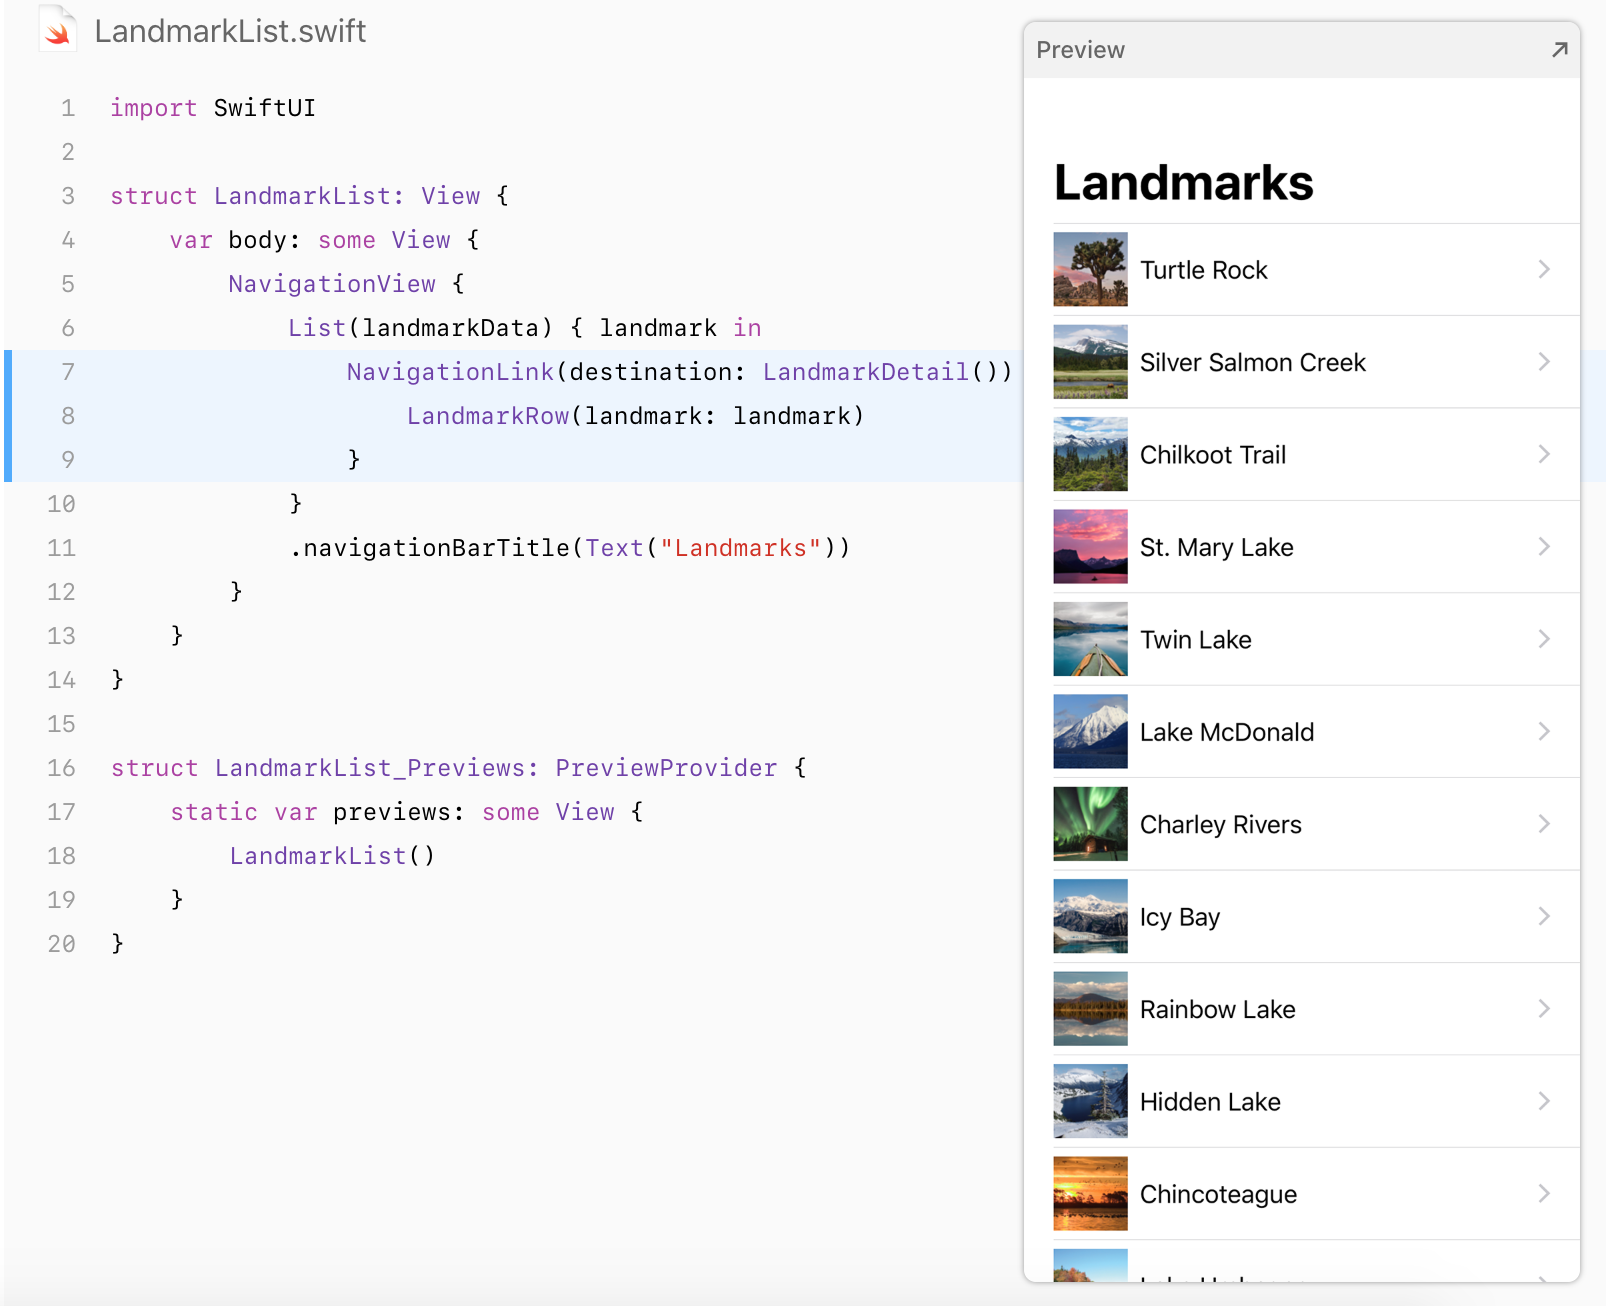 LandmarkList.swift
1 import SwiftUI
2
3 struct LandmarkList: View {
4 var body: some View {
5 NavigationView {
6 List(landmarkData) { landmark in
7 NavigationLink(destination: LandmarkDetail())
8 LandmarkRow(landmark: landmark)
9 }
10 }
11 .navigationBarTitle(Text("Landmarks"))
12 }
13 }
14 }
15
16 struct LandmarkList_Previews: PreviewProvider {
17 static var previews: some View {
18 LandmarkList()
19 }
20 }
Preview
Landmarks
Turtle Rock
Silver Salmon Creek
Chilkoot Trail
St. Mary Lake
Twin Lake
Lake McDonald
Charley Rivers
Icy Bay
Rainbow Lake
Hidden Lake
Chincoteague